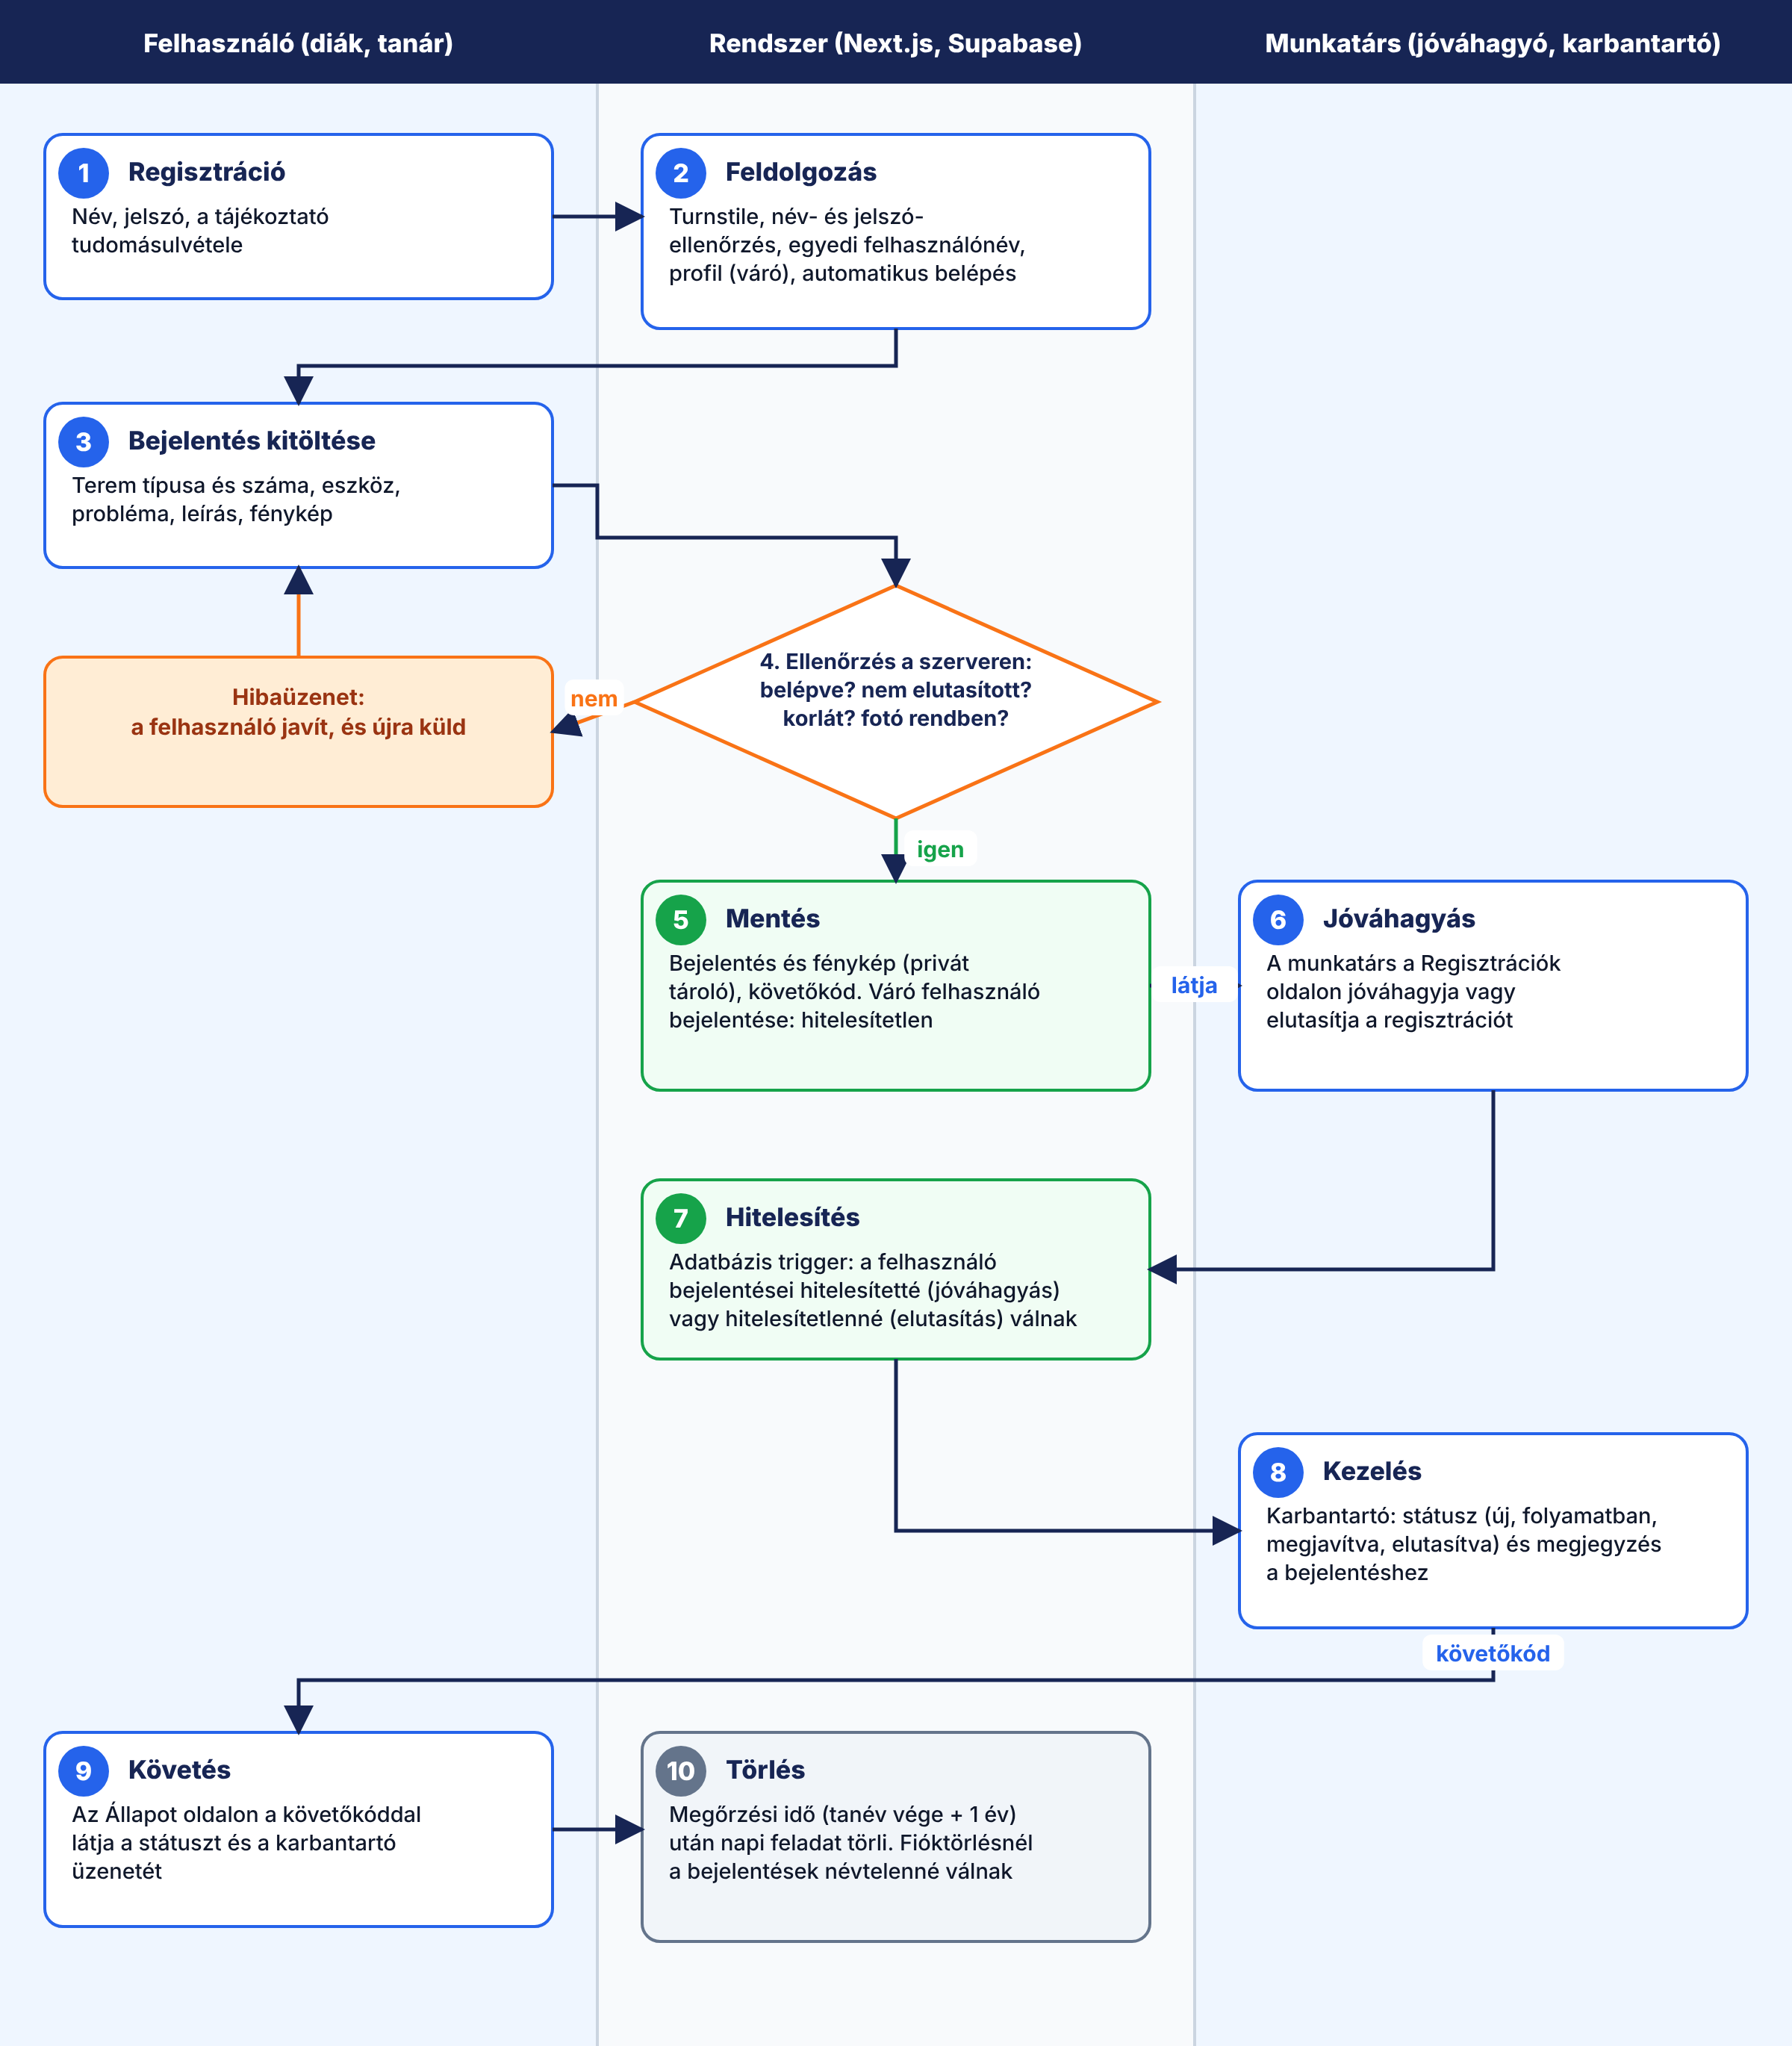 Felhasználó (diák, tanár)
Rendszer (Next.js, Supabase)
Munkatárs (jóváhagyó, karbantartó)
1
Regisztráció
Név, jelszó, a tájékoztató
tudomásulvétele
2
Feldolgozás
Turnstile, név- és jelszó-
ellenőrzés, egyedi felhasználónév,
profil (váró), automatikus belépés
3
Bejelentés kitöltése
Terem típusa és száma, eszköz,
probléma, leírás, fénykép
4. Ellenőrzés a szerveren:
belépve? nem elutasított?
korlát? fotó rendben?
nem
Hibaüzenet:
a felhasználó javít, és újra küld
igen
5
Mentés
Bejelentés és fénykép (privát
tároló), követőkód. Váró felhasználó
bejelentése: hitelesítetlen
látja
6
Jóváhagyás
A munkatárs a Regisztrációk
oldalon jóváhagyja vagy
elutasítja a regisztrációt
7
Hitelesítés
Adatbázis trigger: a felhasználó
bejelentései hitelesítetté (jóváhagyás)
vagy hitelesítetlenné (elutasítás) válnak
8
Kezelés
Karbantartó: státusz (új, folyamatban,
megjavítva, elutasítva) és megjegyzés
a bejelentéshez
követőkód
9
Követés
Az Állapot oldalon a követőkóddal
látja a státuszt és a karbantartó
üzenetét
10
Törlés
Megőrzési idő (tanév vége + 1 év)
után napi feladat törli. Fióktörlésnél
a bejelentések névtelenné válnak